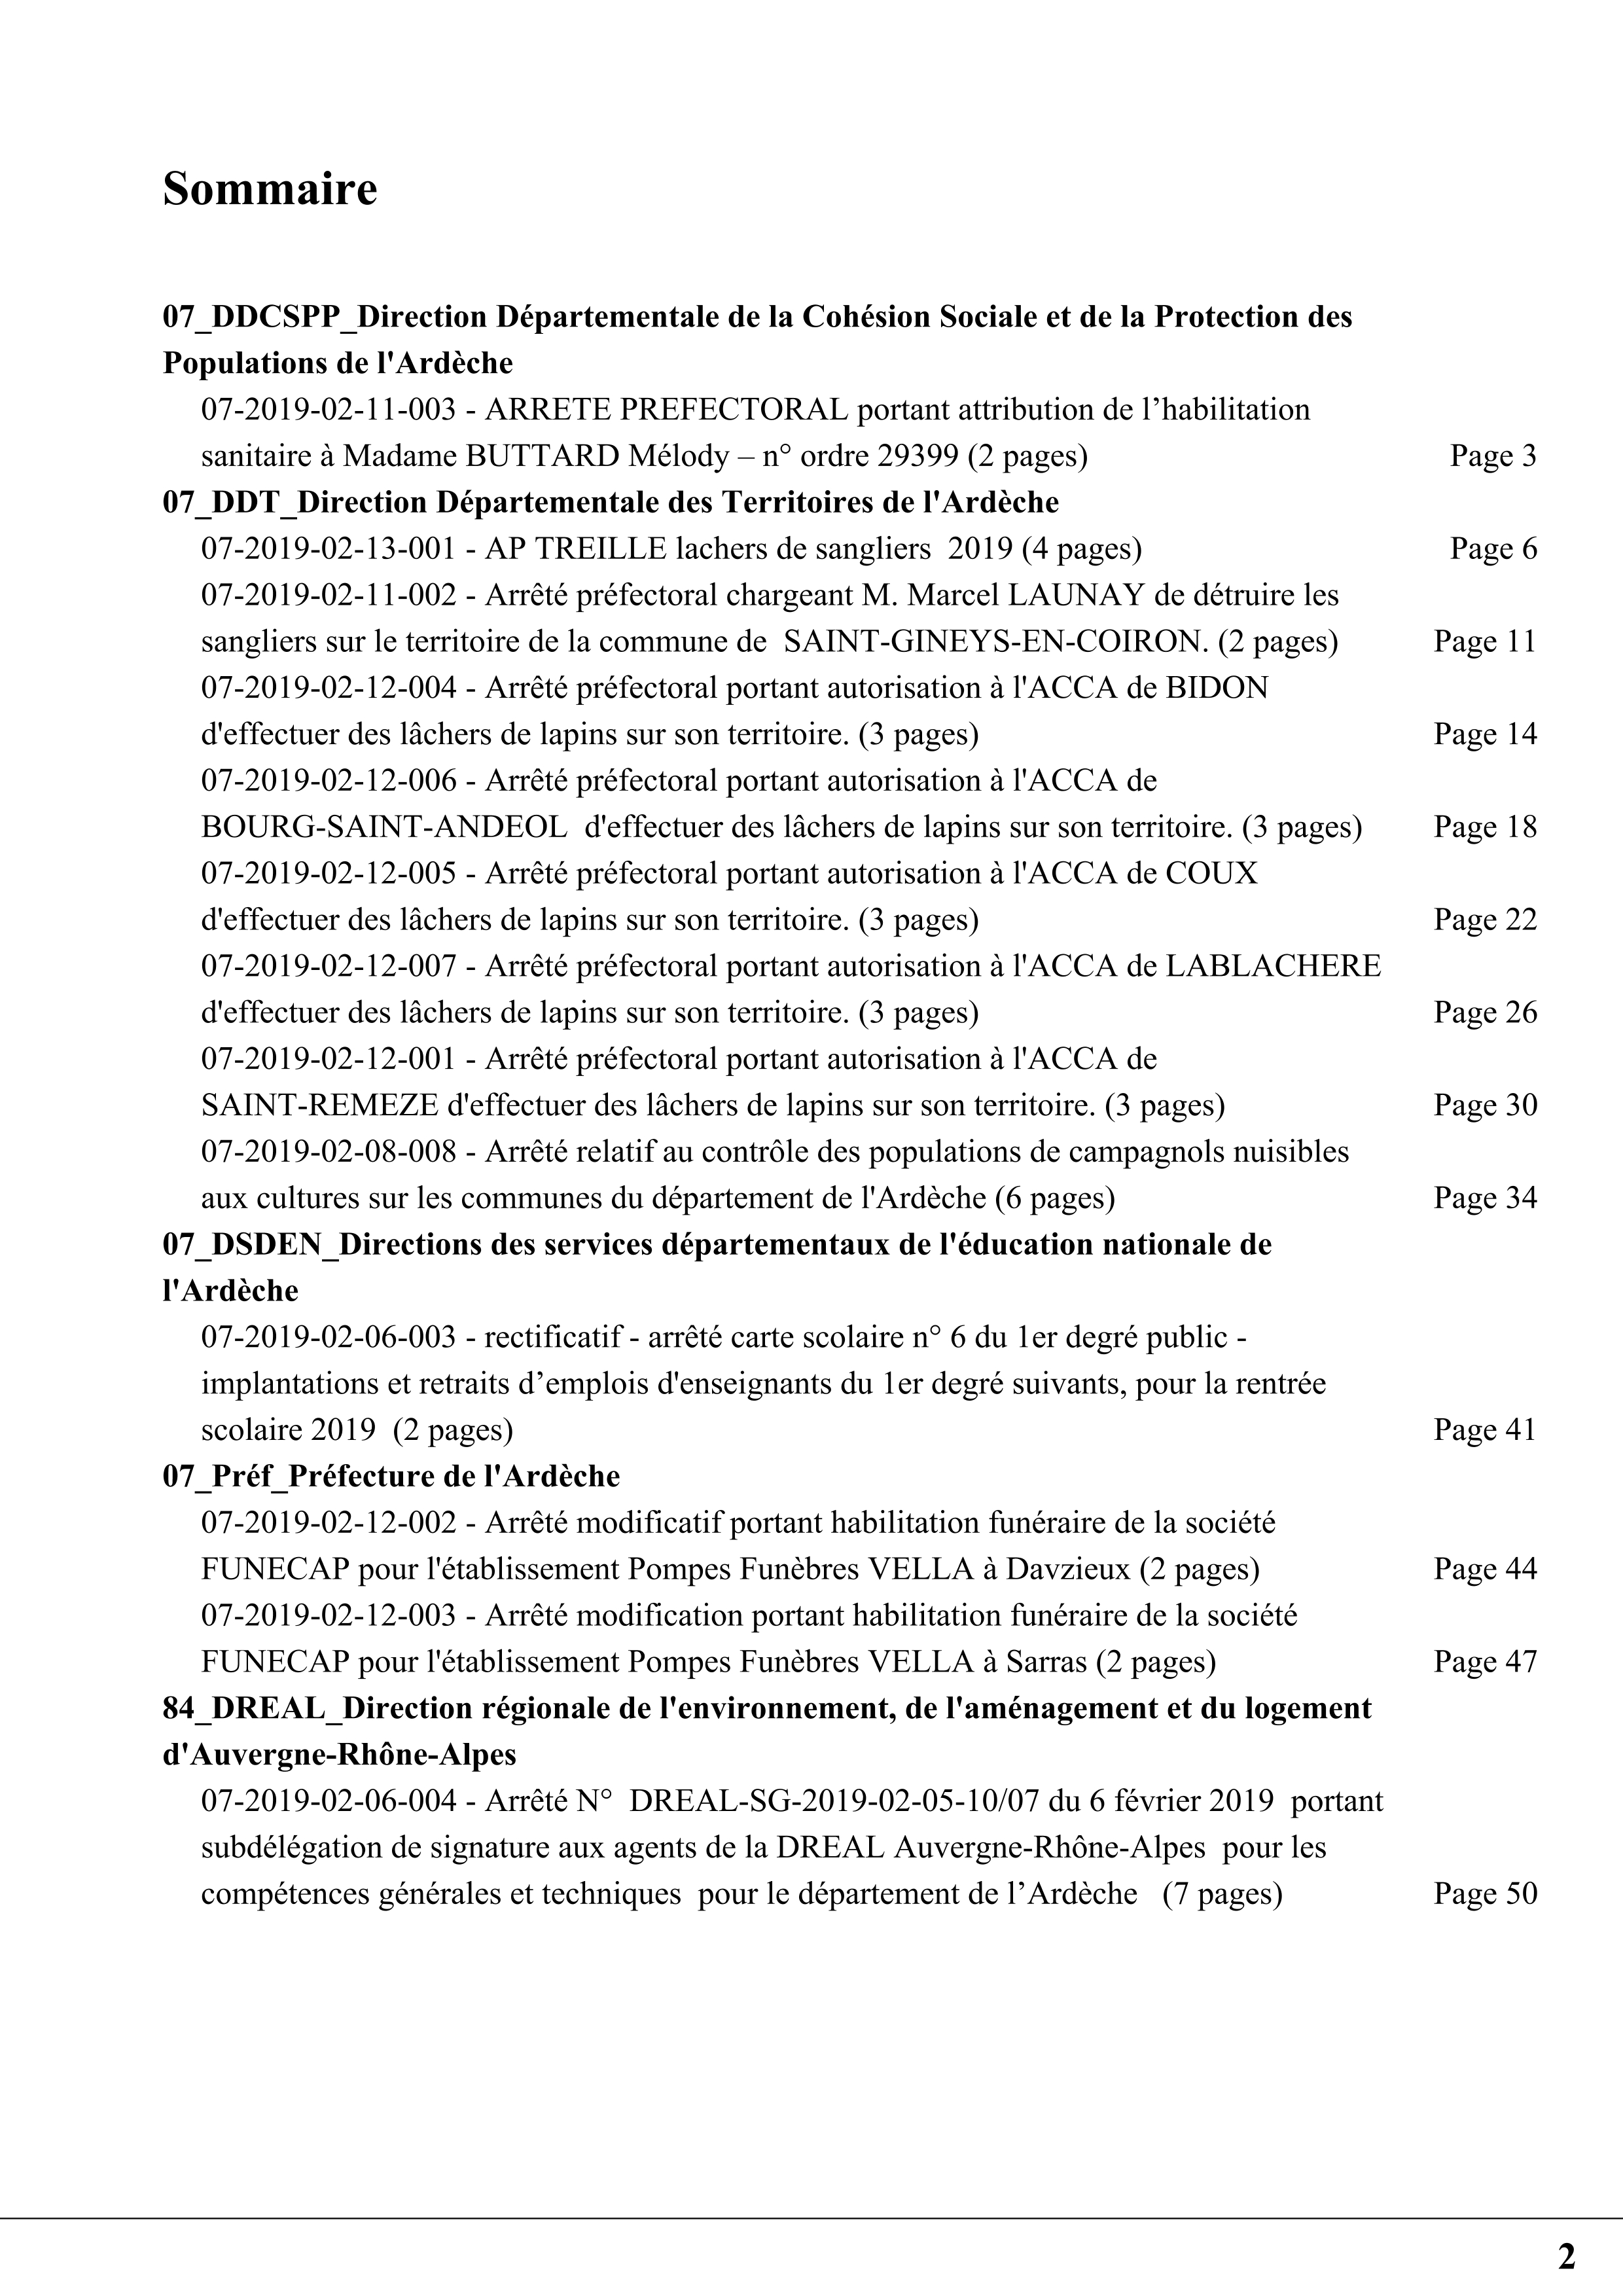 Sommaire
07_DDCSPP_Direction Départementale de la Cohésion Sociale et de la Protection des
Populations de l'Ardèche
07-2019-02-11-003 - ARRETE PREFECTORAL portant attribution de l’habilitation
sanitaire à Madame BUTTARD Mélody – n° ordre 29399 (2 pages) Page 3
07_DDT_Direction Départementale des Territoires de l'Ardèche
07-2019-02-13-001 - AP TREILLE lachers de sangliers  2019 (4 pages) Page 6
07-2019-02-11-002 - Arrêté préfectoral chargeant M. Marcel LAUNAY de détruire les
sangliers sur le territoire de la commune de  SAINT-GINEYS-EN-COIRON. (2 pages) Page 11
07-2019-02-12-004 - Arrêté préfectoral portant autorisation à l'ACCA de BIDON
d'effectuer des lâchers de lapins sur son territoire. (3 pages) Page 14
07-2019-02-12-006 - Arrêté préfectoral portant autorisation à l'ACCA de
BOURG-SAINT-ANDEOL  d'effectuer des lâchers de lapins sur son territoire. (3 pages) Page 18
07-2019-02-12-005 - Arrêté préfectoral portant autorisation à l'ACCA de COUX
d'effectuer des lâchers de lapins sur son territoire. (3 pages) Page 22
07-2019-02-12-007 - Arrêté préfectoral portant autorisation à l'ACCA de LABLACHERE
d'effectuer des lâchers de lapins sur son territoire. (3 pages) Page 26
07-2019-02-12-001 - Arrêté préfectoral portant autorisation à l'ACCA de
SAINT-REMEZE d'effectuer des lâchers de lapins sur son territoire. (3 pages) Page 30
07-2019-02-08-008 - Arrêté relatif au contrôle des populations de campagnols nuisibles
aux cultures sur les communes du département de l'Ardèche (6 pages) Page 34
07_DSDEN_Directions des services départementaux de l'éducation nationale de
l'Ardèche
07-2019-02-06-003 - rectificatif - arrêté carte scolaire n° 6 du 1er degré public -
implantations et retraits d’emplois d'enseignants du 1er degré suivants, pour la rentrée
scolaire 2019  (2 pages) Page 41
07_Préf_Préfecture de l'Ardèche
07-2019-02-12-002 - Arrêté modificatif portant habilitation funéraire de la société
FUNECAP pour l'établissement Pompes Funèbres VELLA à Davzieux (2 pages) Page 44
07-2019-02-12-003 - Arrêté modification portant habilitation funéraire de la société
FUNECAP pour l'établissement Pompes Funèbres VELLA à Sarras (2 pages) Page 47
84_DREAL_Direction régionale de l'environnement, de l'aménagement et du logement
d'Auvergne-Rhône-Alpes
07-2019-02-06-004 - Arrêté N°  DREAL-SG-2019-02-05-10/07 du 6 février 2019  portant
subdélégation de signature aux agents de la DREAL Auvergne-Rhône-Alpes  pour les
compétences générales et techniques  pour le département de l’Ardèche   (7 pages) Page 50
2